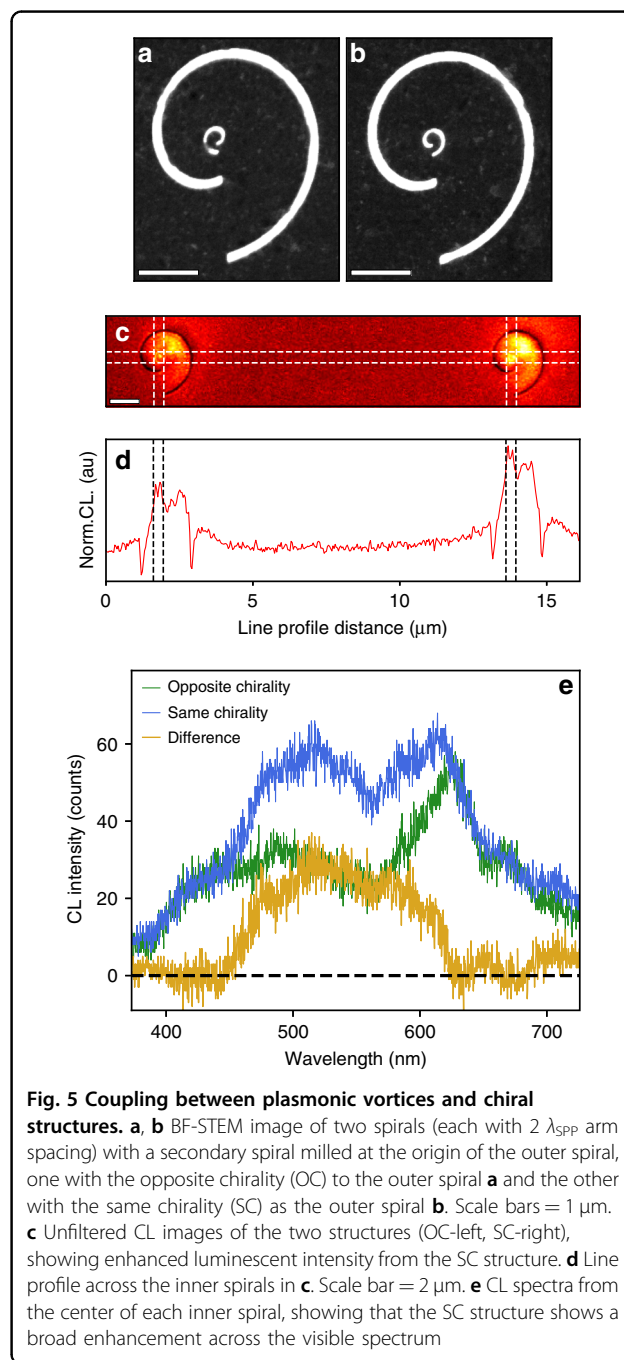 a
b
c
d
Norm.CL. (au)
0 5 10 15
Line profile distance (μm)
e
Opposite chirality
Same chirality
Difference
CL intensity (counts)
60
40
20
0
400 500 600 700
Wavelength (nm)
Fig. 5 Coupling between plasmonic vortices and chiral
structures. a, b BF-STEM image of two spirals (each with 2 λSPP arm
spacing) with a secondary spiral milled at the origin of the outer spiral,
one with the opposite chirality (OC) to the outer spiral a and the other
with the same chirality (SC) as the outer spiral b. Scale bars = 1 μm.
c Unfiltered CL images of the two structures (OC-left, SC-right),
showing enhanced luminescent intensity from the SC structure. d Line
profile across the inner spirals in c. Scale bar = 2 μm. e CL spectra from
the center of each inner spiral, showing that the SC structure shows a
broad enhancement across the visible spectrum